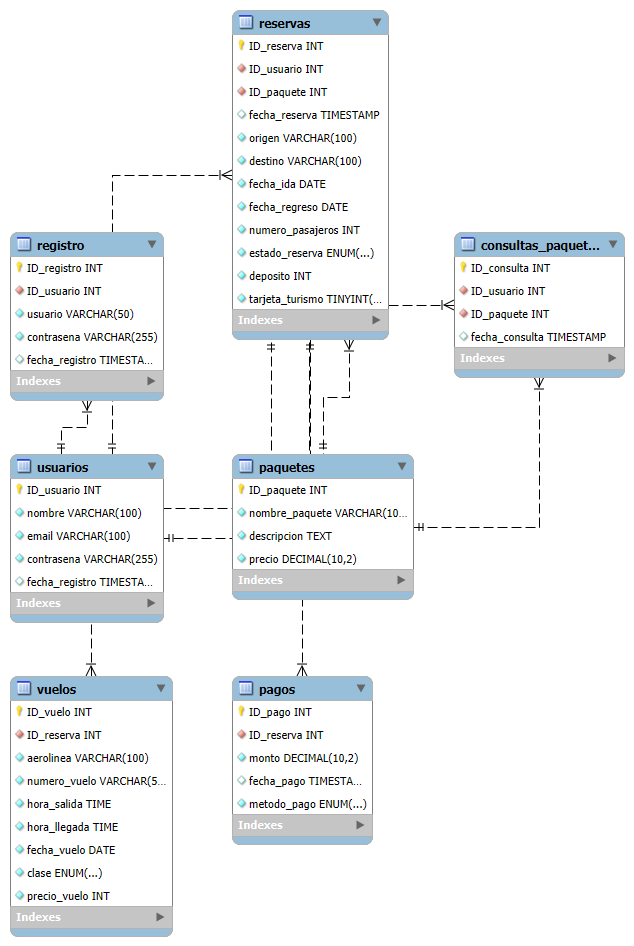 reservas
ID_reserva INT
ID_usuario INT
ID_paquete INT
fecha_reserva TIMESTAMP
origen VARCHAR(100)
destino VARCHAR(100)
fecha_ida DATE
fecha_regreso DATE
numero_pasajeros INT
estado_reserva ENUM(...)
deposito INT
tarjeta_turismo TINYINT(...
Indexes
registro
ID_registro INT
ID_usuario INT
usuario VARCHAR(50)
contrasena VARCHAR(255)
fecha_registro TIMESTA...
Indexes
consultas_paquet...
ID_consulta INT
ID_usuario INT
ID_paquete INT
fecha_consulta TIMESTAMP
Indexes
usuarios
ID_usuario INT
nombre VARCHAR(100)
email VARCHAR(100)
contrasena VARCHAR(255)
fecha_registro TIMESTA...
Indexes
paquetes
ID_paquete INT
nombre_paquete VARCHAR(10...
descripcion TEXT
precio DECIMAL(10,2)
Indexes
vuelos
ID_vuelo INT
ID_reserva INT
aerolinea VARCHAR(100)
numero_vuelo VARCHAR(5...
hora_salida TIME
hora_llegada TIME
fecha_vuelo DATE
clase ENUM(...)
precio_vuelo INT
Indexes
pagos
ID_pago INT
ID_reserva INT
monto DECIMAL(10,2)
fecha_pago TIMESTA...
metodo_pago ENUM(...)
Indexes